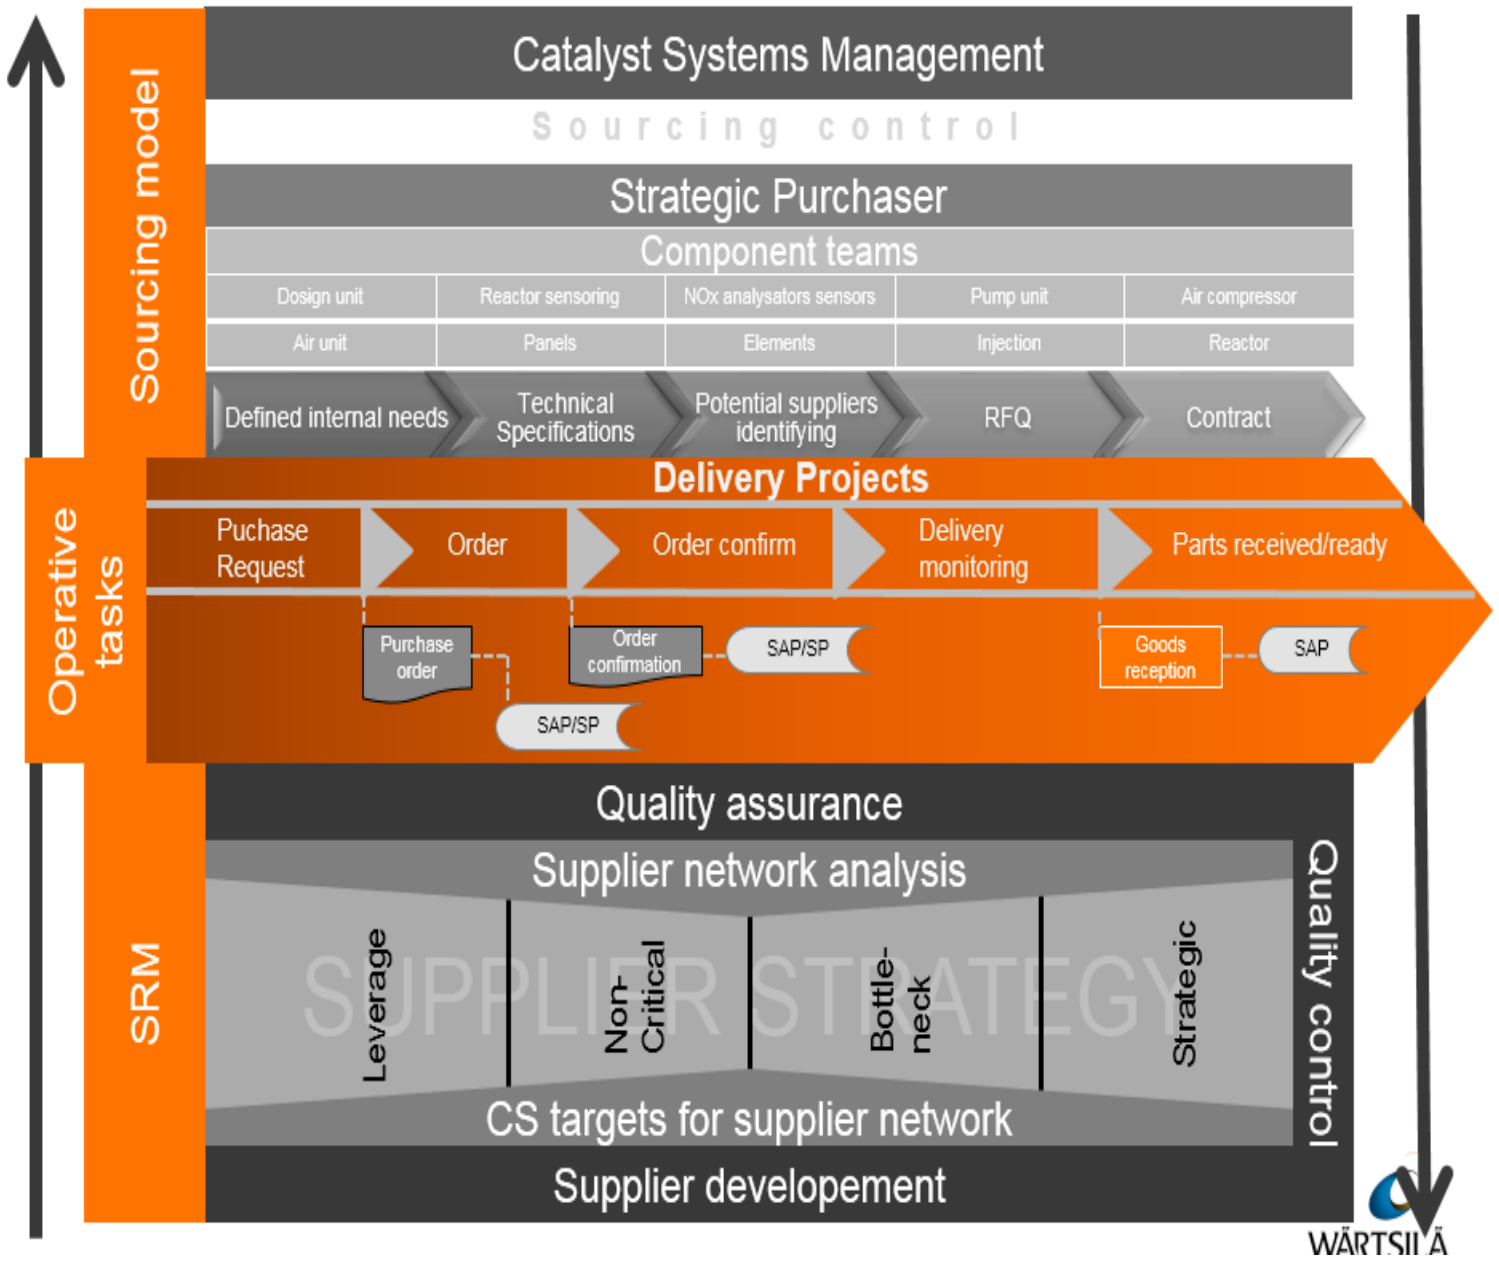 Catalyst Systems Management
Sourcing control
Sourcing model
Strategic Purchaser
Component teams
Dosign unit
Reactor sensoring
NOx analysators sensors
Pump unit
Air compressor
Air unit
Panels
Elements
Injection
Reactor
Defined internal needs
Technical
Specifications
Potential suppliers
identifying
RFQ
Contract
Operative
tasks
Delivery Projects
Puchase
Request
Order
Order confirm
Delivery
monitoring
Parts received/ready
Purchase
order
SAP/SP
Order
confirmation
SAP/SP
Goods
reception
SAP
SRM
Quality assurance
Supplier network analysis
SUPPLIER STRATEGY
Leverage
Non-
Critical
Bottle-
neck
Strategic
Quality control
CS targets for supplier network
Supplier developement
WÄRTSILÄ